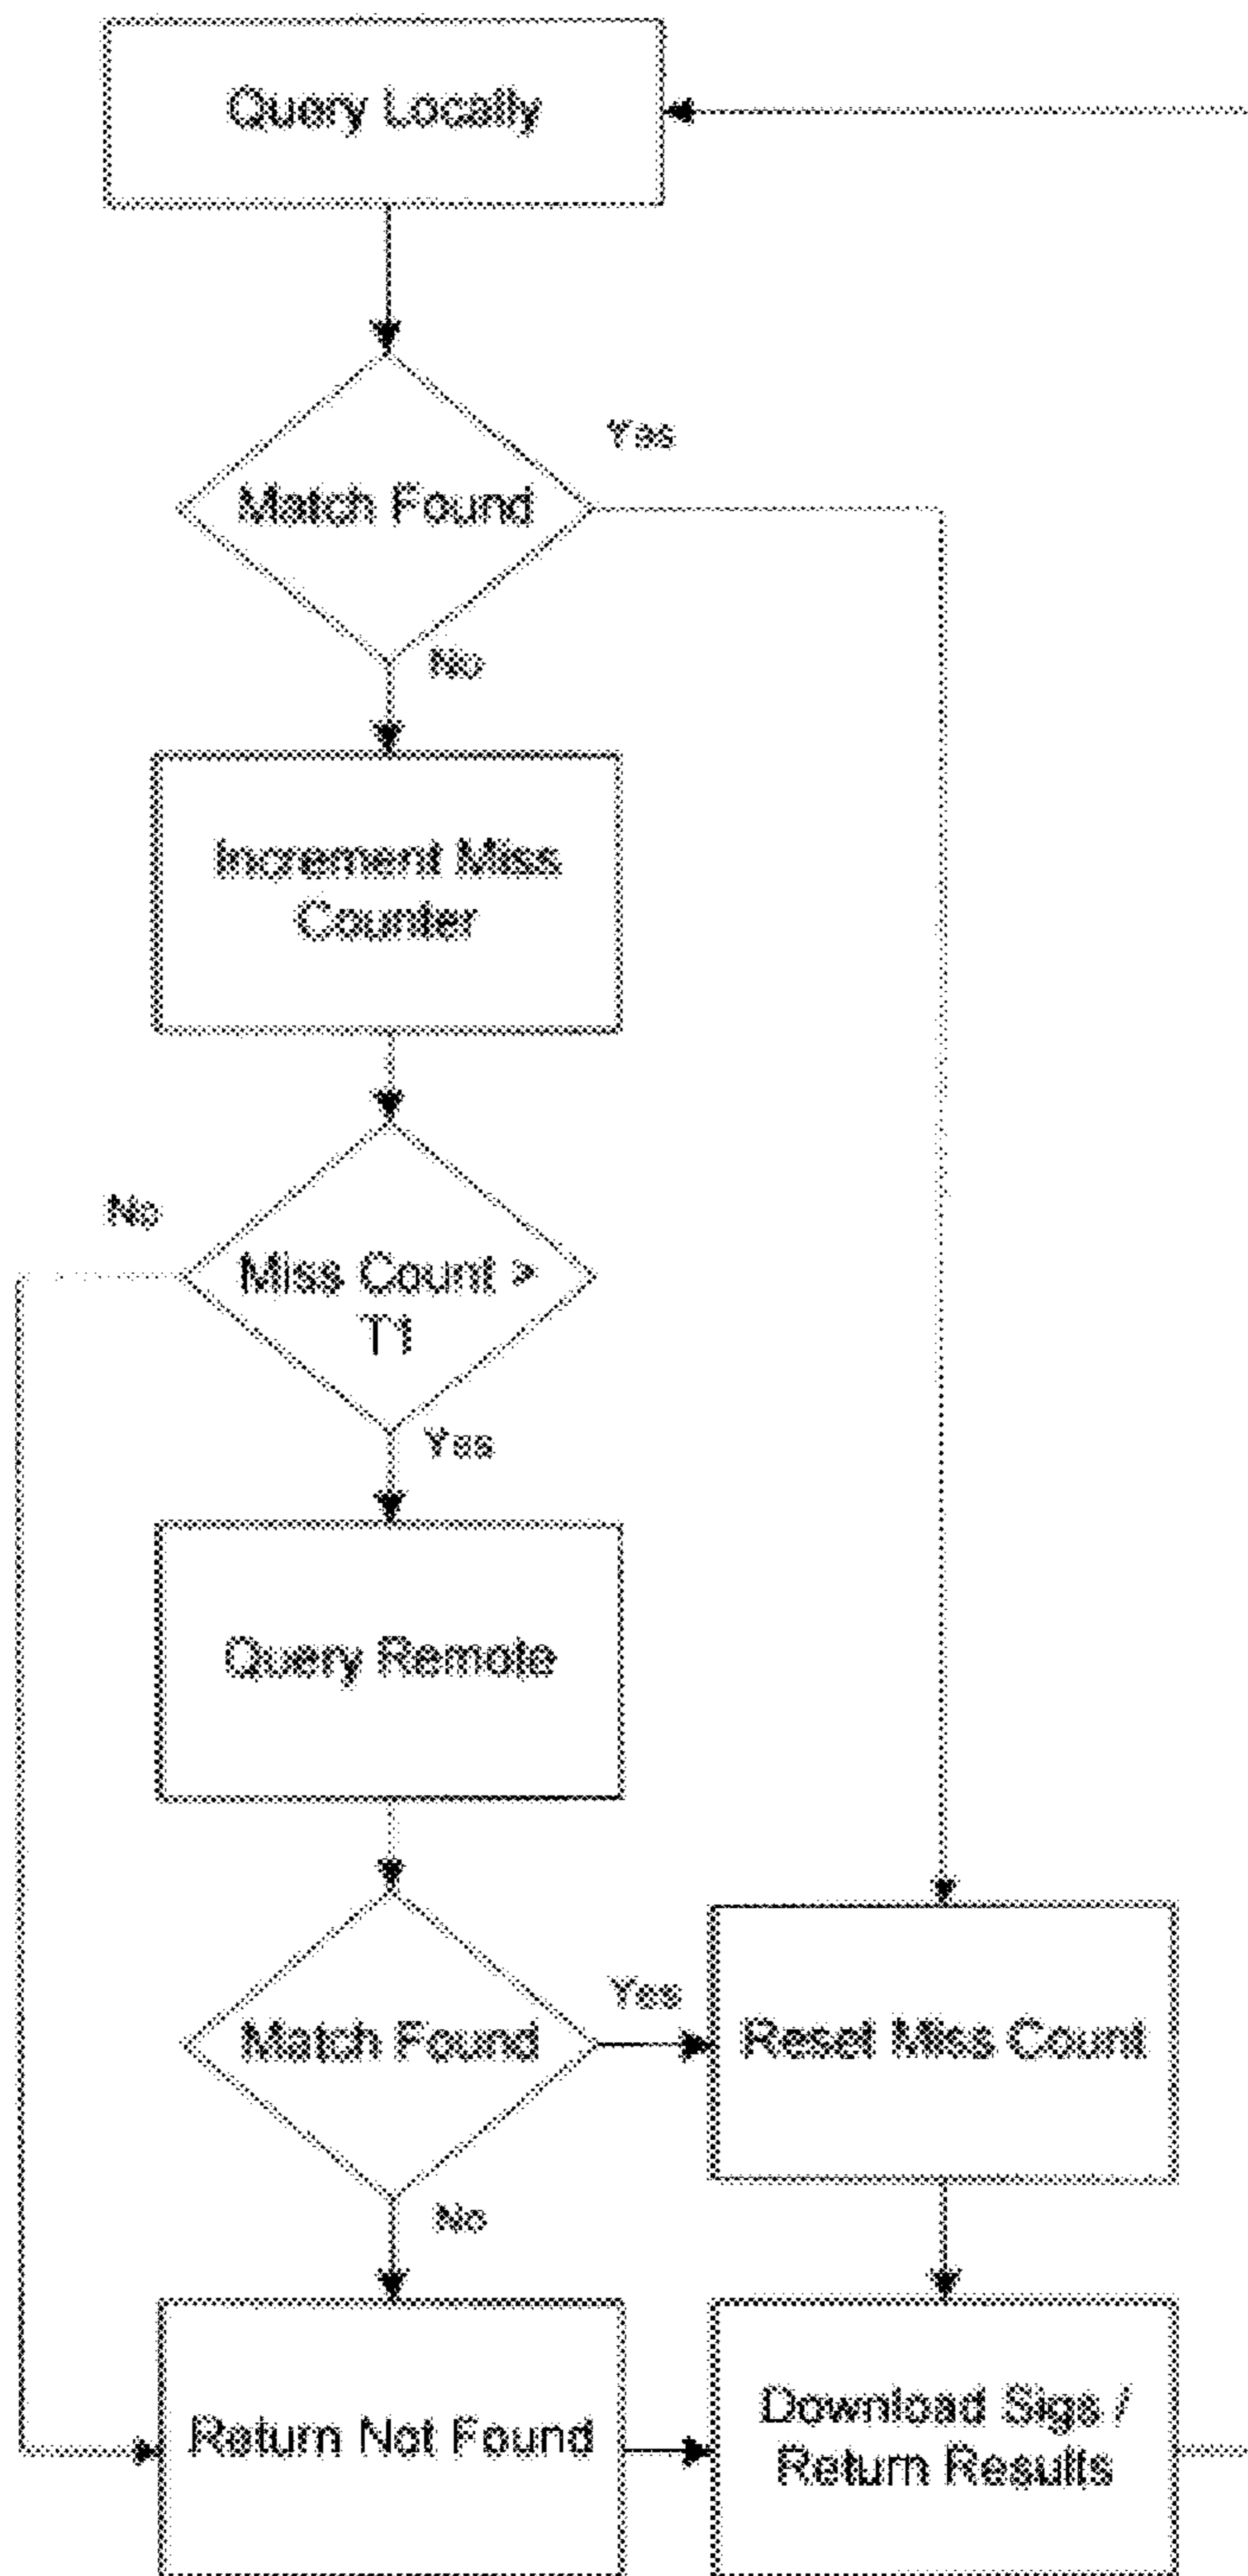 Query Locally
Yes
Match Found
No
Increment Miss
Counter
No
Miss Count >
T1
Yes
Query Remote
Yes
Match Found
Reset Miss Count
No
Return Not Found
Download Sigs /
Return Results